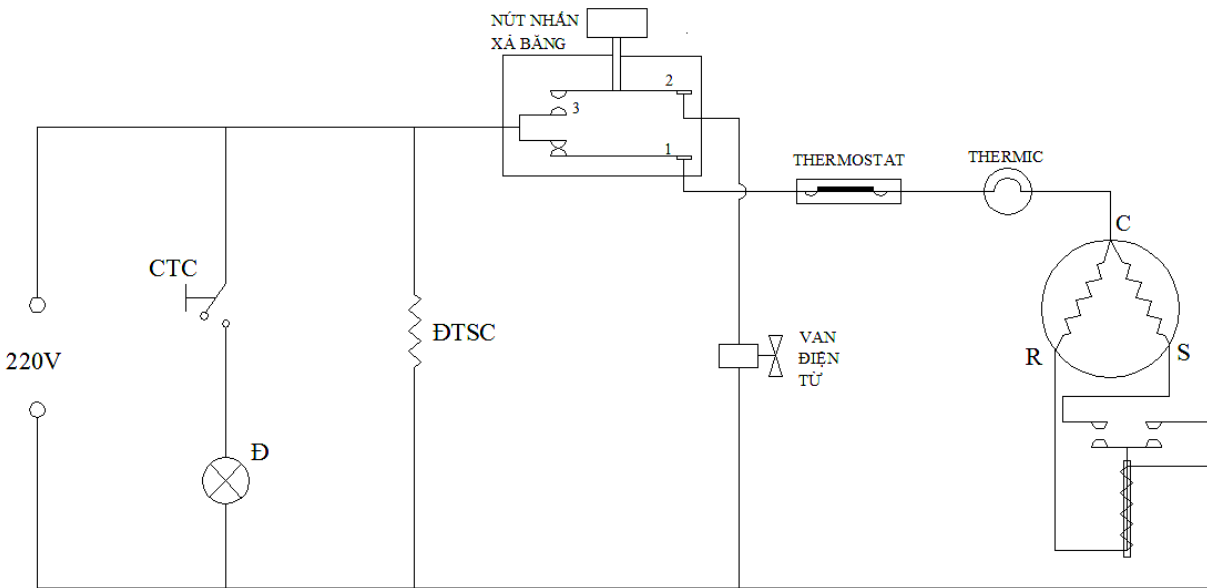 NÚT NHẤN
XẢ BĂNG
2
3
1
THERMOSTAT
THERMIC
C
CTC
ĐTSC
220V
VAN
ĐIỆN
TỪ
R
S
Đ